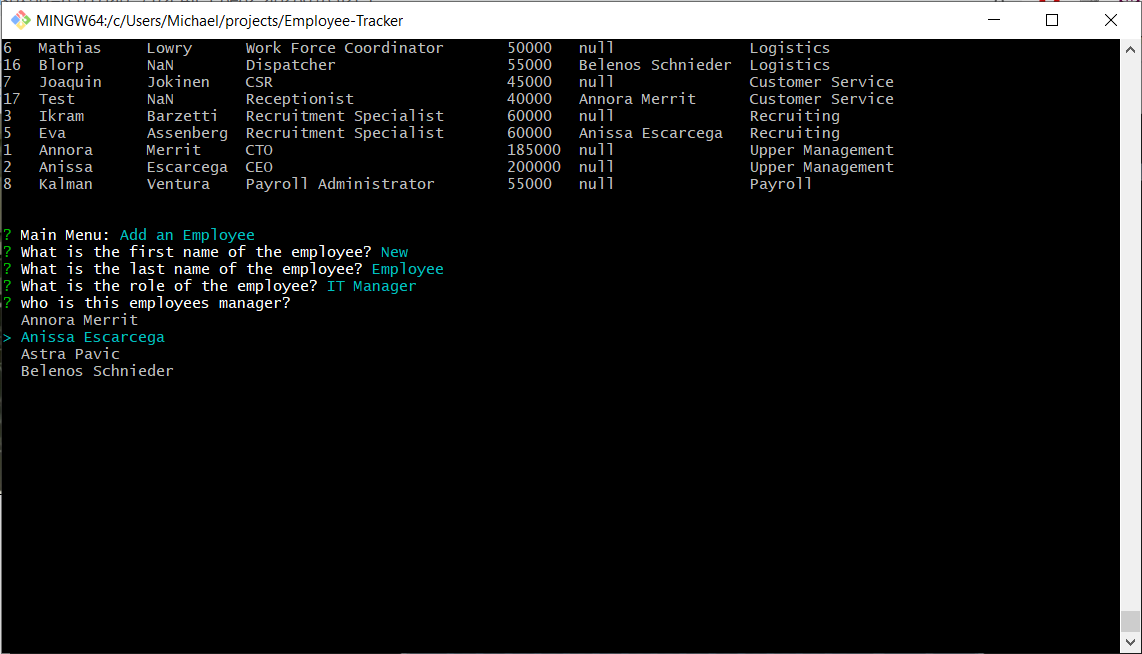 MINGW64:/c/Users/Michael/projects/Employee-Tracker
6 Mathias Lowry Work Force Coordinator 50000 null Logistics
16 Blorp NaN Dispatcher 55000 Belenos Schnieder Logistics
7 Joaquin Jokinen CSR 45000 null Customer Service
17 Test NaN Receptionist 40000 Annora Merrit Customer Service
3 Ikram Barzetti Recruitment Specialist 60000 null Recruiting
5 Eva Assenberg Recruitment Specialist 60000 Anissa Escarcega Recruiting
1 Annora Merrit CTO 185000 null Upper Management
2 Anissa Escarcega CEO 200000 null Upper Management
8 Kalman Ventura Payroll Administrator 55000 null Payroll
? Main Menu: Add an Employee
? What is the first name of the employee? New
? What is the last name of the employee? Employee
? What is the role of the employee? IT Manager
? who is this employees manager?
Annora Merrit
> Anissa Escarcega
Astra Pavic
Belenos Schnieder